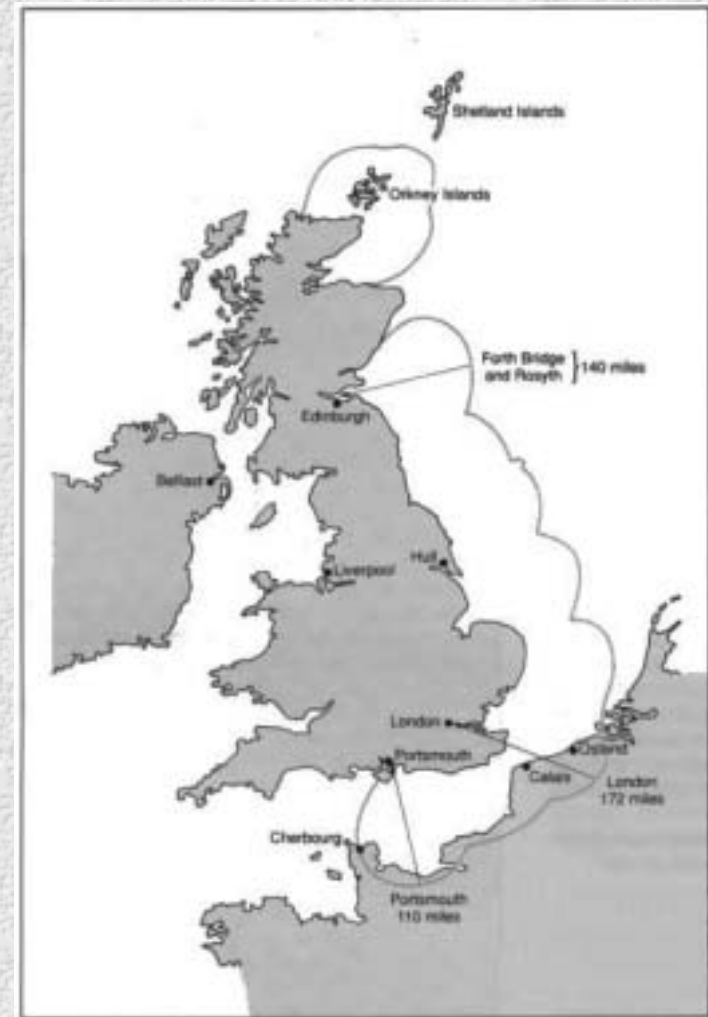 Shetland Islands
Orkney Islands
Forth Bridge
and Rosyth } 140 miles
Edinburgh
Belfast
Hull
Liverpool
London
Portsmouth
Ostend
Calais
London
172 miles
Cherbourg
Portsmouth
110 miles